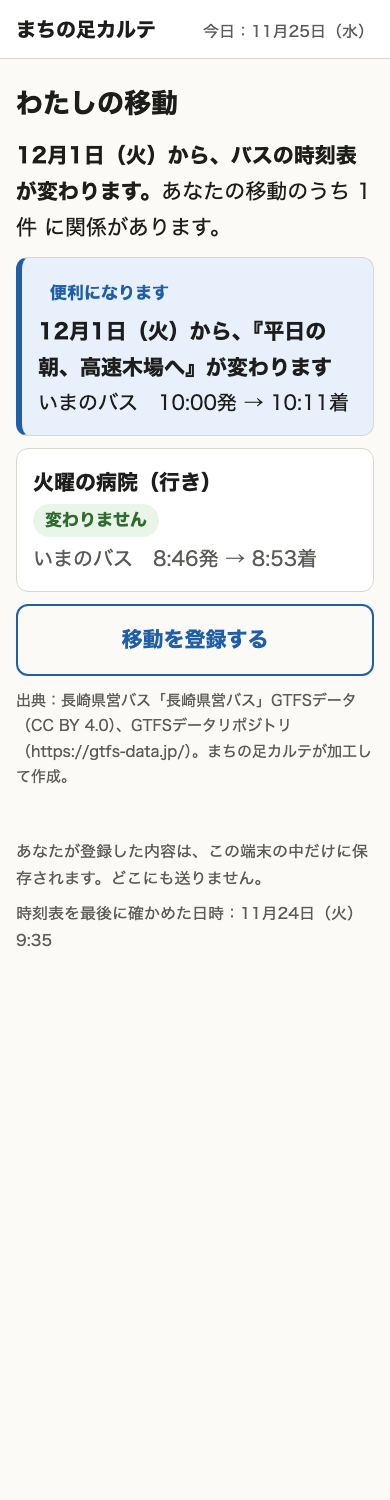 まちの足カルテ
今日：11月25日（水）
わたしの移動
12月1日（火）から、バスの時刻表
が変わります。あなたの移動のうち 1
件 に関係があります。
便利になります
12月1日（火）から、『平日の
朝、高速木場へ』が変わります
いまのバス　10:00発 → 10:11着
火曜の病院（行き）
変わりません
いまのバス　8:46発 → 8:53着
移動を登録する
出典：長崎県営バス「長崎県営バス」GTFSデータ
（CC BY 4.0）、GTFSデータリポジトリ
（https://gtfs-data.jp/）。まちの足カルテが加工し
て作成。
あなたが登録した内容は、この端末の中だけに保
存されます。どこにも送りません。
時刻表を最後に確かめた日時：11月24日（火）
9:35